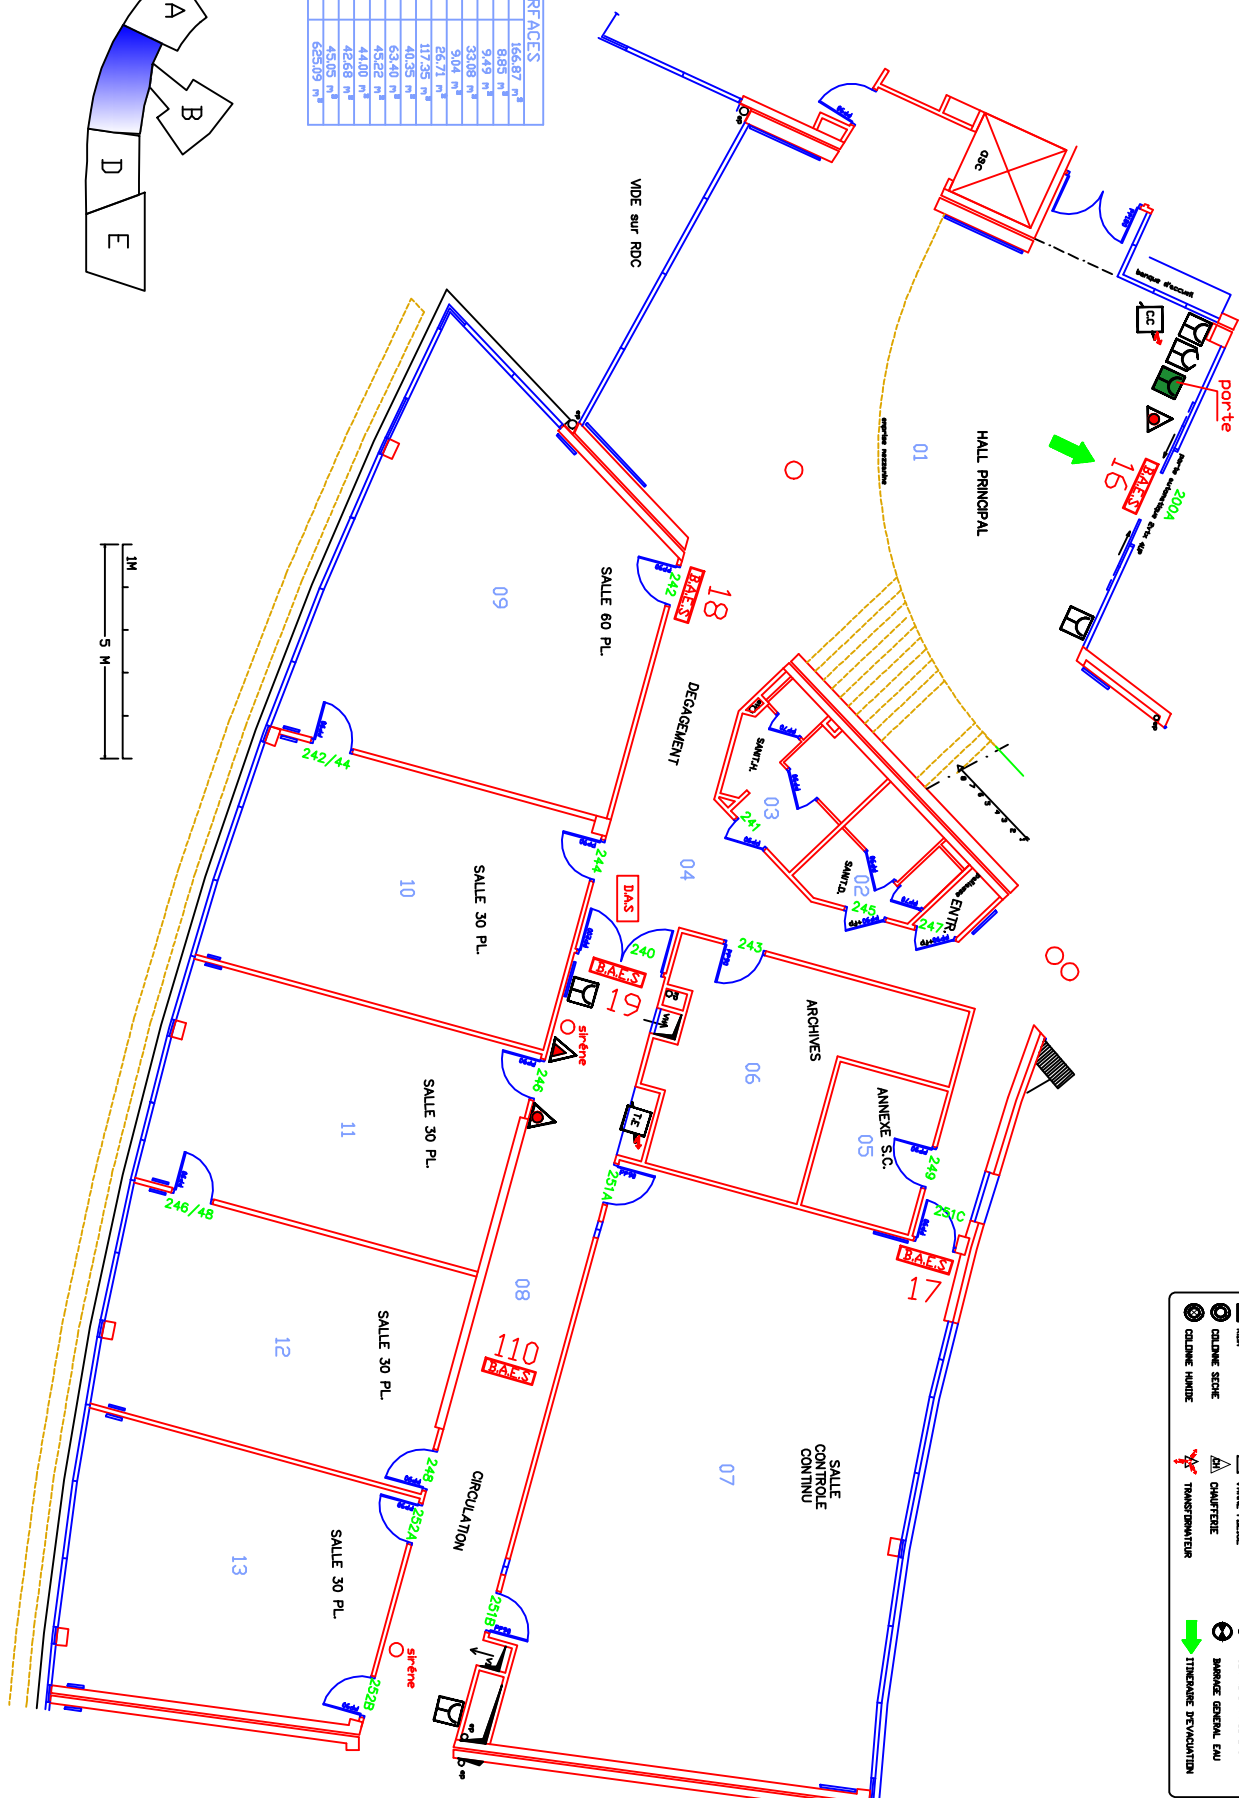 A
B
D
E
RFACES
166.87 m²
8.85 m²
9.49 m²
33.08 m²
9.04 m²
26.71 m²
117.35 m²
40.35 m²
63.40 m²
45.22 m²
44.00 m²
42.68 m²
45.05 m²
625.09 m²
VIDE sur RDC
GSC
banque d'accueil
C.C
porte
B.A.E.S
16
200A
HALL PRINCIPAL
01
emprise mezzanine
18
B.A.E.S
242
SALLE 60 PL.
09
DEGAGEMENT
242/44
1M
5 M
SANIT.H.
03
241
SANIT.D.
02
245
ENTR.
247
04
244
D.A.S
240
243
B.A.E.S
19
SALLE 30 PL.
10
sirène
246
ARCHIVES
06
ANNEXE S.C.
05
249
251C
B.A.E.S
17
T.E
251A
SALLE 30 PL.
11
246/48
08
110
B.A.E.S
SALLE 30 PL.
12
248
252A
CIRCULATION
SALLE
CONTROLE
CONTINU
07
SALLE 30 PL.
13
sirène
251B
252B
COLONNE SECHE
COLONNE HUMIDE
CH
CHAUFFERIE
TRANSFORMATEUR
BARRAGE GENERAL EAU
ITINERAIRE D'EVACUATION